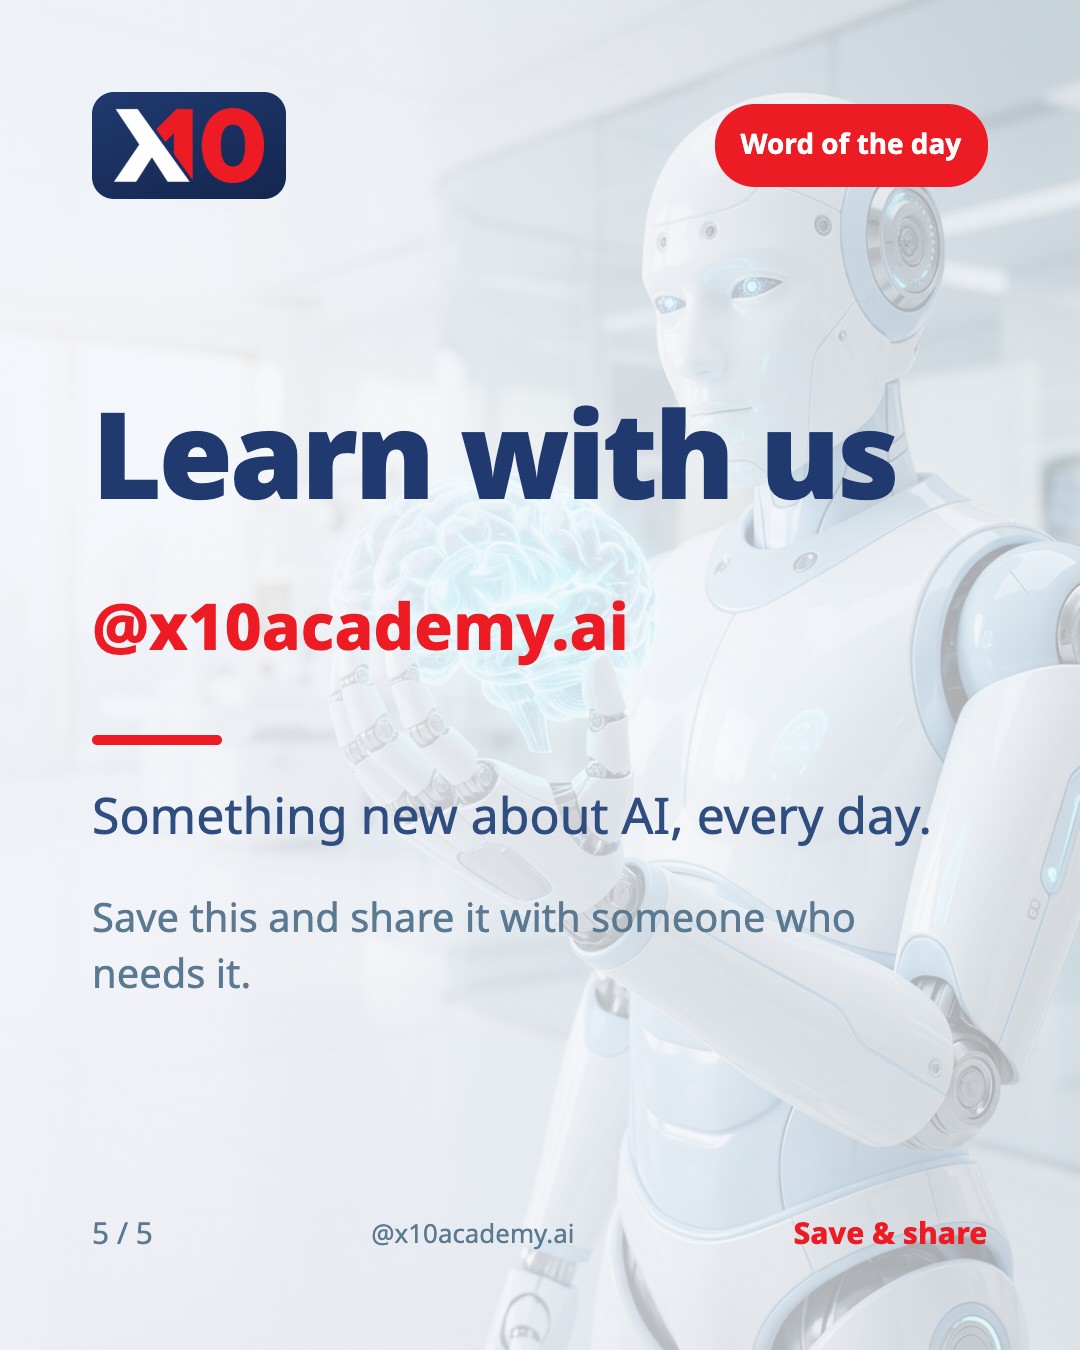 X10
Word of the day
Learn with us
@x10academy.ai
Something new about AI, every day.
Save this and share it with someone who
needs it.
5 / 5
@x10academy.ai
Save & share